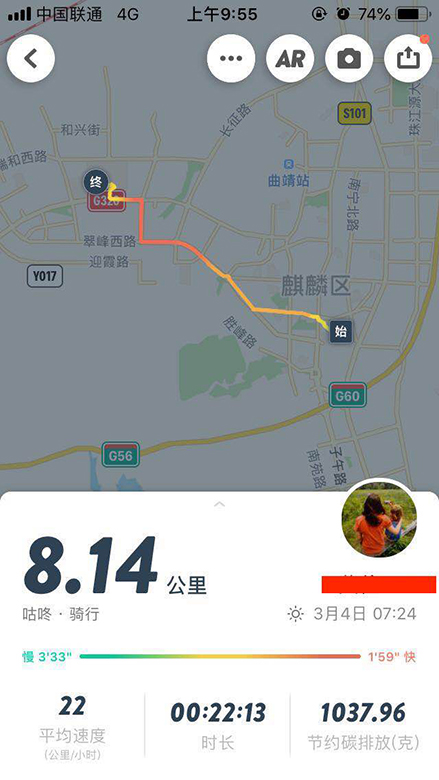 中国联通 4G 上午9:55 74%
AR
S101
珠江源大
长征路
和兴街
瑞和西路
曲靖站
南宁北路
终
G320
翠峰西路
迎霞路
Y017
麒麟区
始
胜峰路
G60
G56
子午路
南苑路
8.14 公里
咕咚 · 骑行
3月4日 07:24
慢 3'33" 1'59" 快
22 00:22:13 1037.96
平均速度 时长 节约碳排放(克)
(公里/小时)